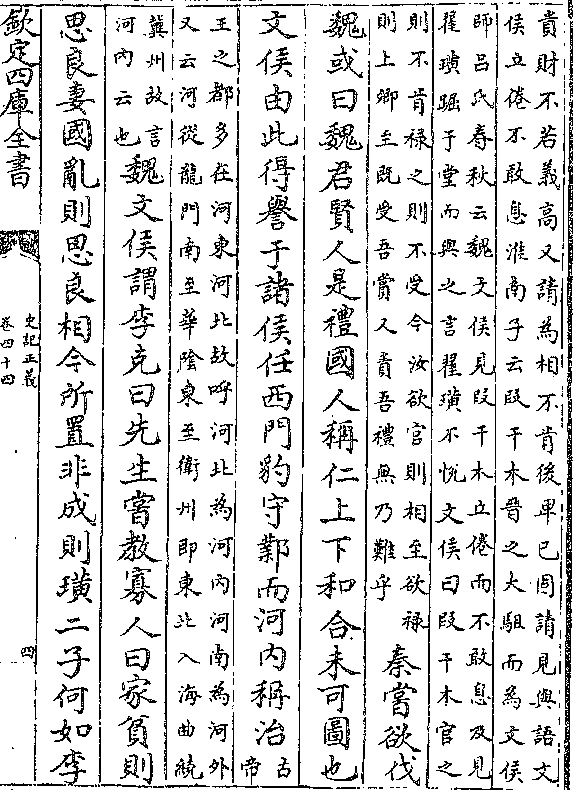 貴財不若義高又請為相不肯後卑己固請見與語文
侯立倦不敢息淮南子云段干木晉之大駔而為文侯
師呂氏春秋云魏文侯見段干木立倦而不敢息及見
翟璜踞于堂而與之言翟璜不悅文侯曰段干木官之
則不肯禄之則不受今汝欲官則相至欲禄
則上卿至既受吾賞又責吾禮無乃難乎
秦嘗欲伐
魏或曰魏君賢人是禮國人稱仁上下和合未可圖也
文侯由此得譽于諸侯任西門豹守鄴而河内稱治
古
帝
王之都多在河東河北故呼河北為河内河南為河外
又云河從龍門南至華陰東至衛州即東北入海曲繞
冀州故言
河内云也
魏文侯謂李克曰先生嘗教寡人曰家貧則
思良妻國亂則思良相今所置非成則璜二子何如李
欽定四庫全書
史記正義
卷四十四
四